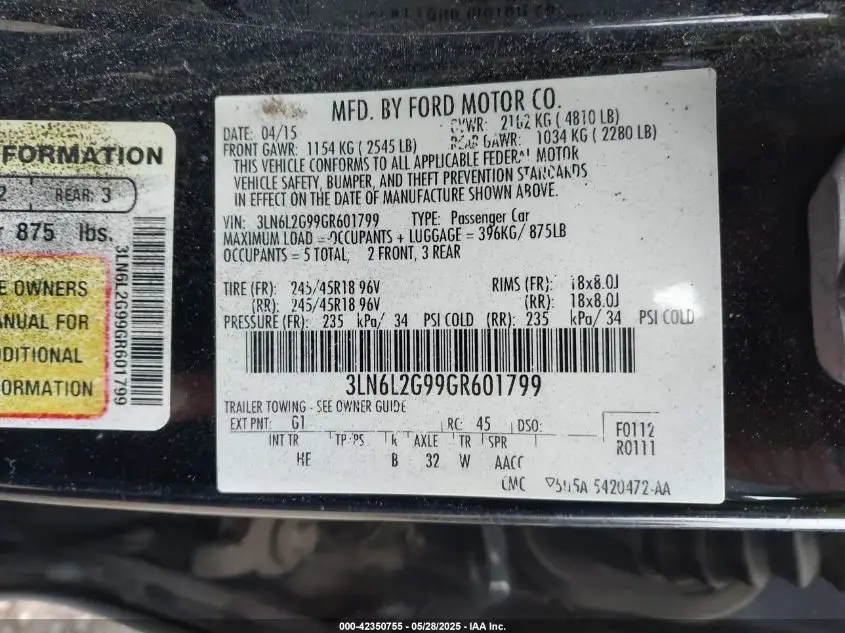 FORMATION
2 REAR: 3
875 lbs.
E OWNERS
ANUAL FOR
DDITIONAL
FORMATION
3LN6L2G99GR601799
MFD. BY FORD MOTOR CO.
DATE: 04/15 GVWR: 2182 KG ( 4810 LB)
FRONT GAWR: 1154 KG ( 2545 LB) REAR GAWR: 1034 KG ( 2280 LB)
THIS VEHICLE CONFORMS TO ALL APPLICABLE FEDERAL MOTOR
VEHICLE SAFETY, BUMPER, AND THEFT PREVENTION STANDARDS
IN EFFECT ON THE DATE OF MANUFACTURE SHOWN ABOVE.
VIN: 3LN6L2G99GR601799 TYPE: Passenger Car
MAXIMUM LOAD = OCCUPANTS + LUGGAGE = 396KG/ 875LB
OCCUPANTS = 5 TOTAL, 2 FRONT, 3 REAR
TIRE (FR): 245/45R18 96V RIMS (FR): 18x8.0J
(RR): 245/45R18 96V (RR): 18x8.0J
PRESSURE (FR): 235 kPa/ 34 PSI COLD (RR): 235 kPa/ 34 PSI COLD
3LN6L2G99GR601799
TRAILER TOWING - SEE OWNER GUIDE
EXT PNT: G1 RC: 45 DSO:
F0112
R0111
INT TR TP/PS R AXLE TR SPR
HE B 32 W AACC
5420472-AA
000-42350755 - 05/28/2025 - IAA Inc.